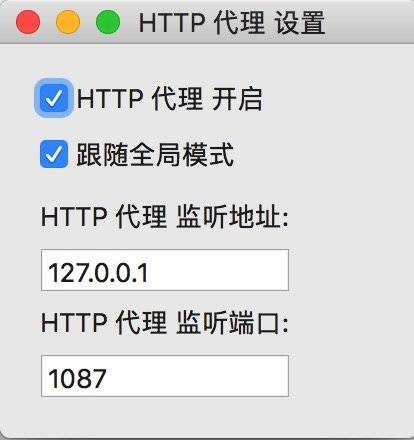 HTTP 代理 设置
HTTP 代理 开启
跟随全局模式
HTTP 代理 监听地址:
127.0.0.1
HTTP 代理 监听端口:
1087